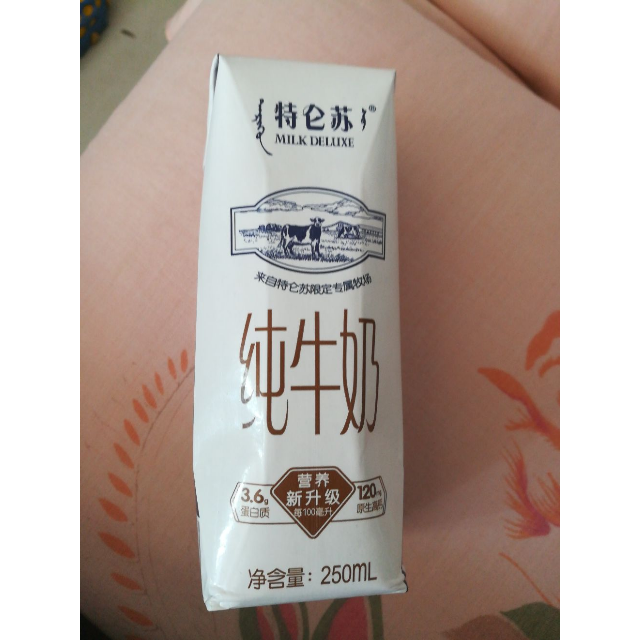 特仑苏®
MILK DELUXE
来自特仑苏限定专属牧场
纯牛奶
营养
新升级
每100毫升
3.6g
蛋白质
120mg
原生高钙
净含量：250mL